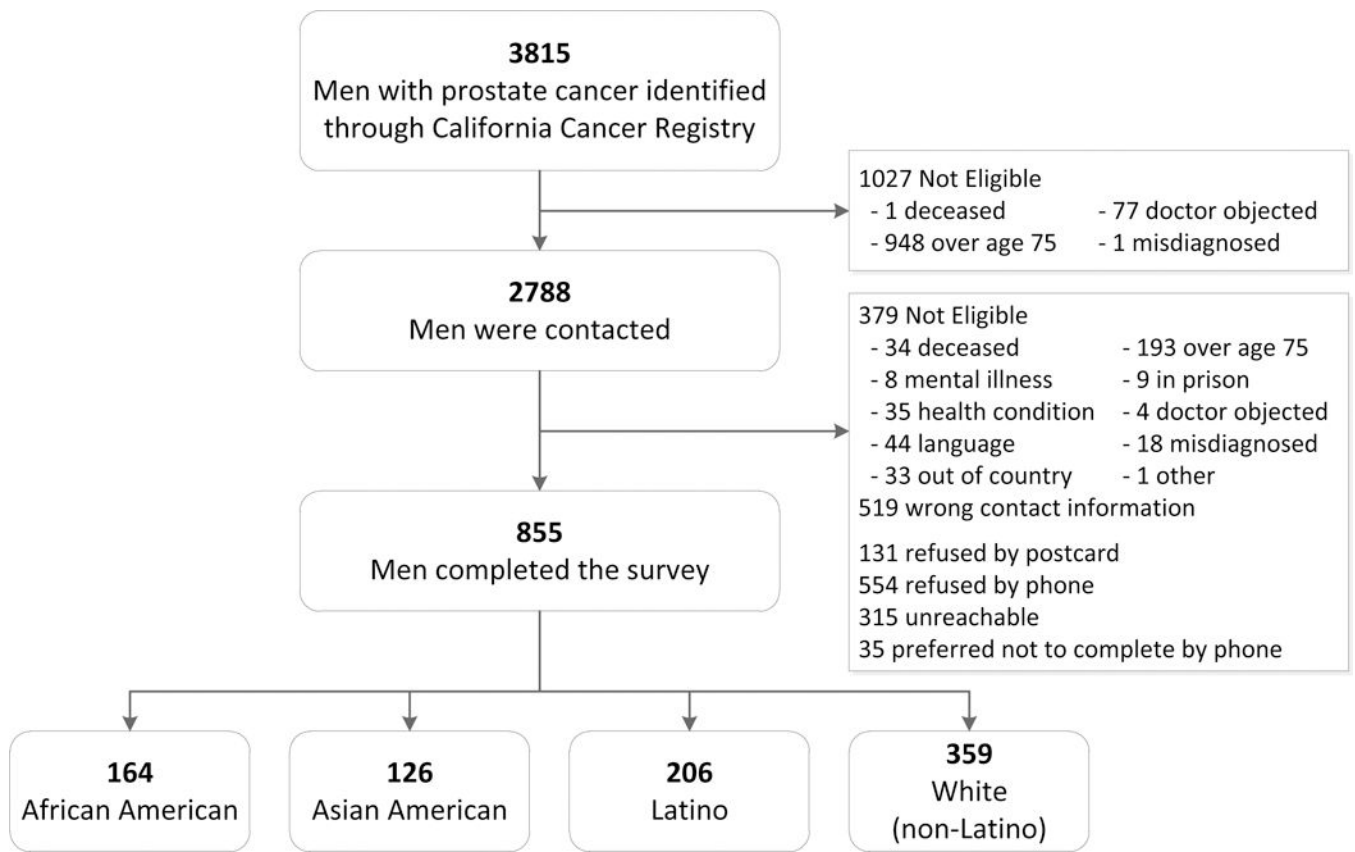 3815
Men with prostate cancer identified
through California Cancer Registry
1027 Not Eligible
- 1 deceased - 77 doctor objected
- 948 over age 75 - 1 misdiagnosed
2788
Men were contacted
379 Not Eligible
- 34 deceased - 193 over age 75
- 8 mental illness - 9 in prison
- 35 health condition - 4 doctor objected
- 44 language - 18 misdiagnosed
- 33 out of country - 1 other
519 wrong contact information
131 refused by postcard
554 refused by phone
315 unreachable
35 preferred not to complete by phone
855
Men completed the survey
164
African American
126
Asian American
206
Latino
359
White
(non-Latino)